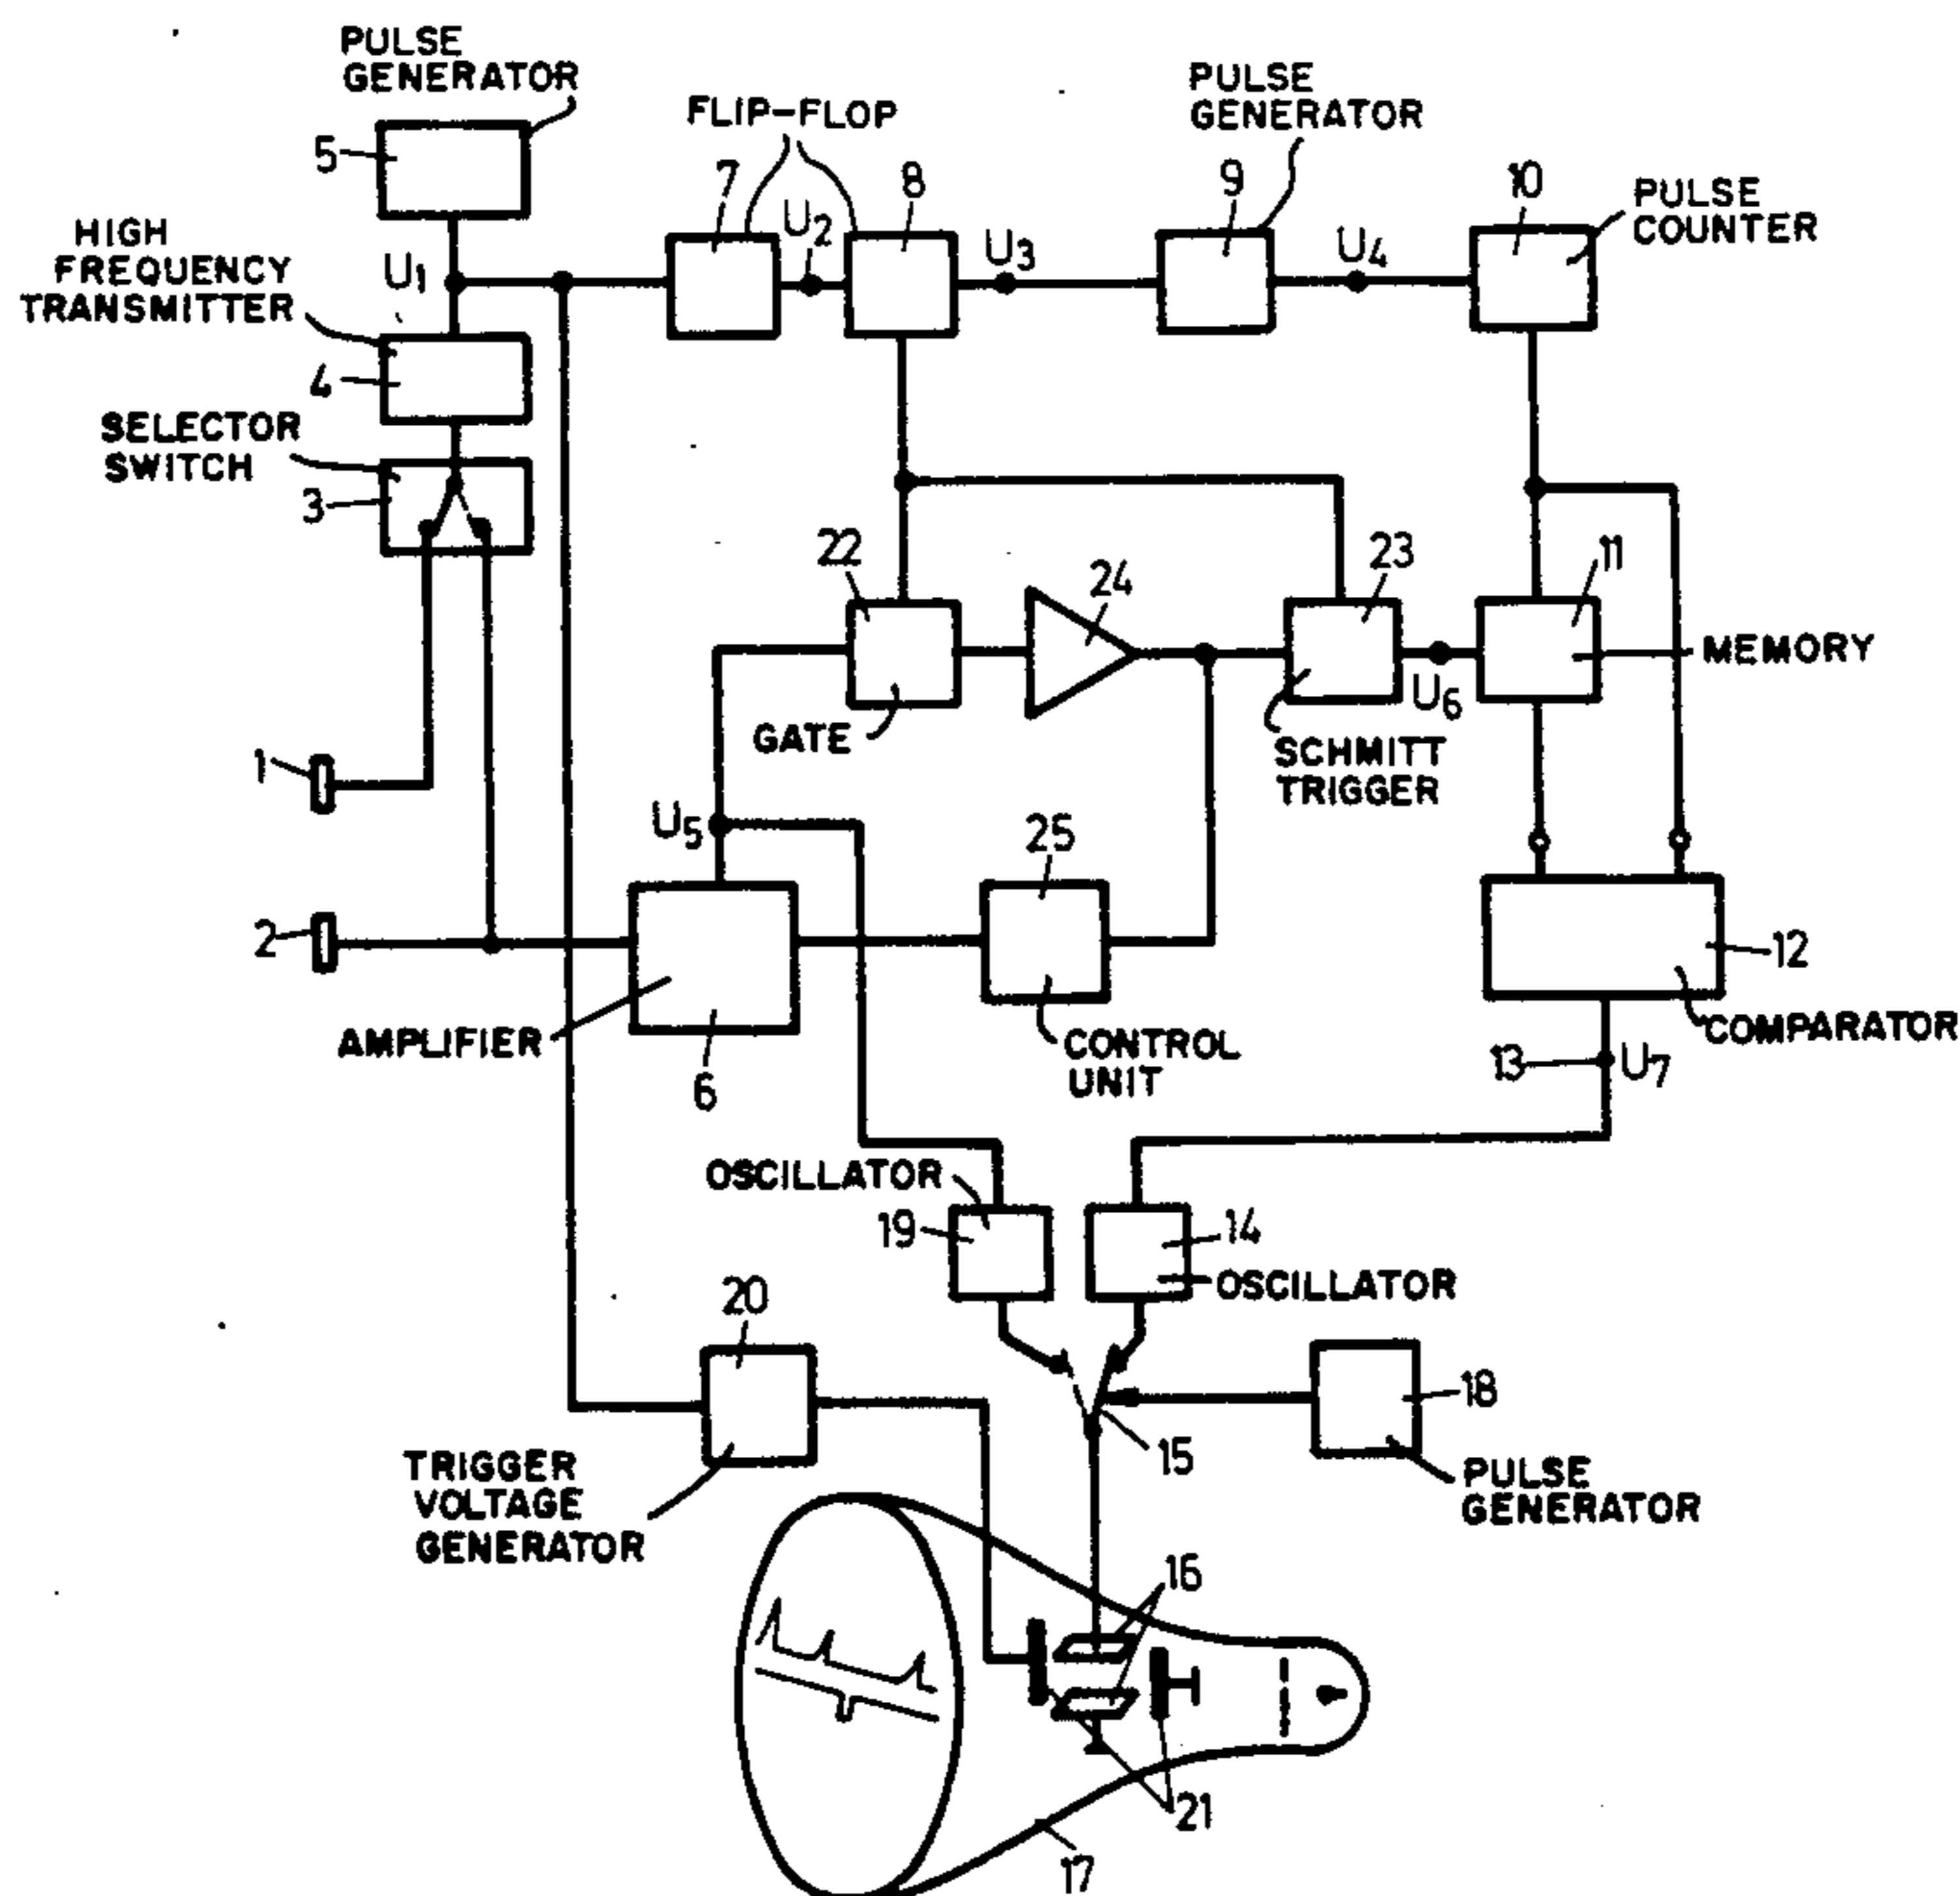 PULSE
GENERATOR
5
HIGH
FREQUENCY
TRANSMITTER
U1
4
SELECTOR
SWITCH
3
FLIP-FLOP
7
U2
8
U3
PULSE
GENERATOR
9
U4
10
PULSE
COUNTER
22
GATE
24
23
SCHMITT
TRIGGER
U6
11
MEMORY
1
2
U5
AMPLIFIER
6
25
CONTROL
UNIT
12
COMPARATOR
13
U7
OSCILLATOR
19
14
OSCILLATOR
20
TRIGGER
VOLTAGE
GENERATOR
15
18
PULSE
GENERATOR
16
21
17